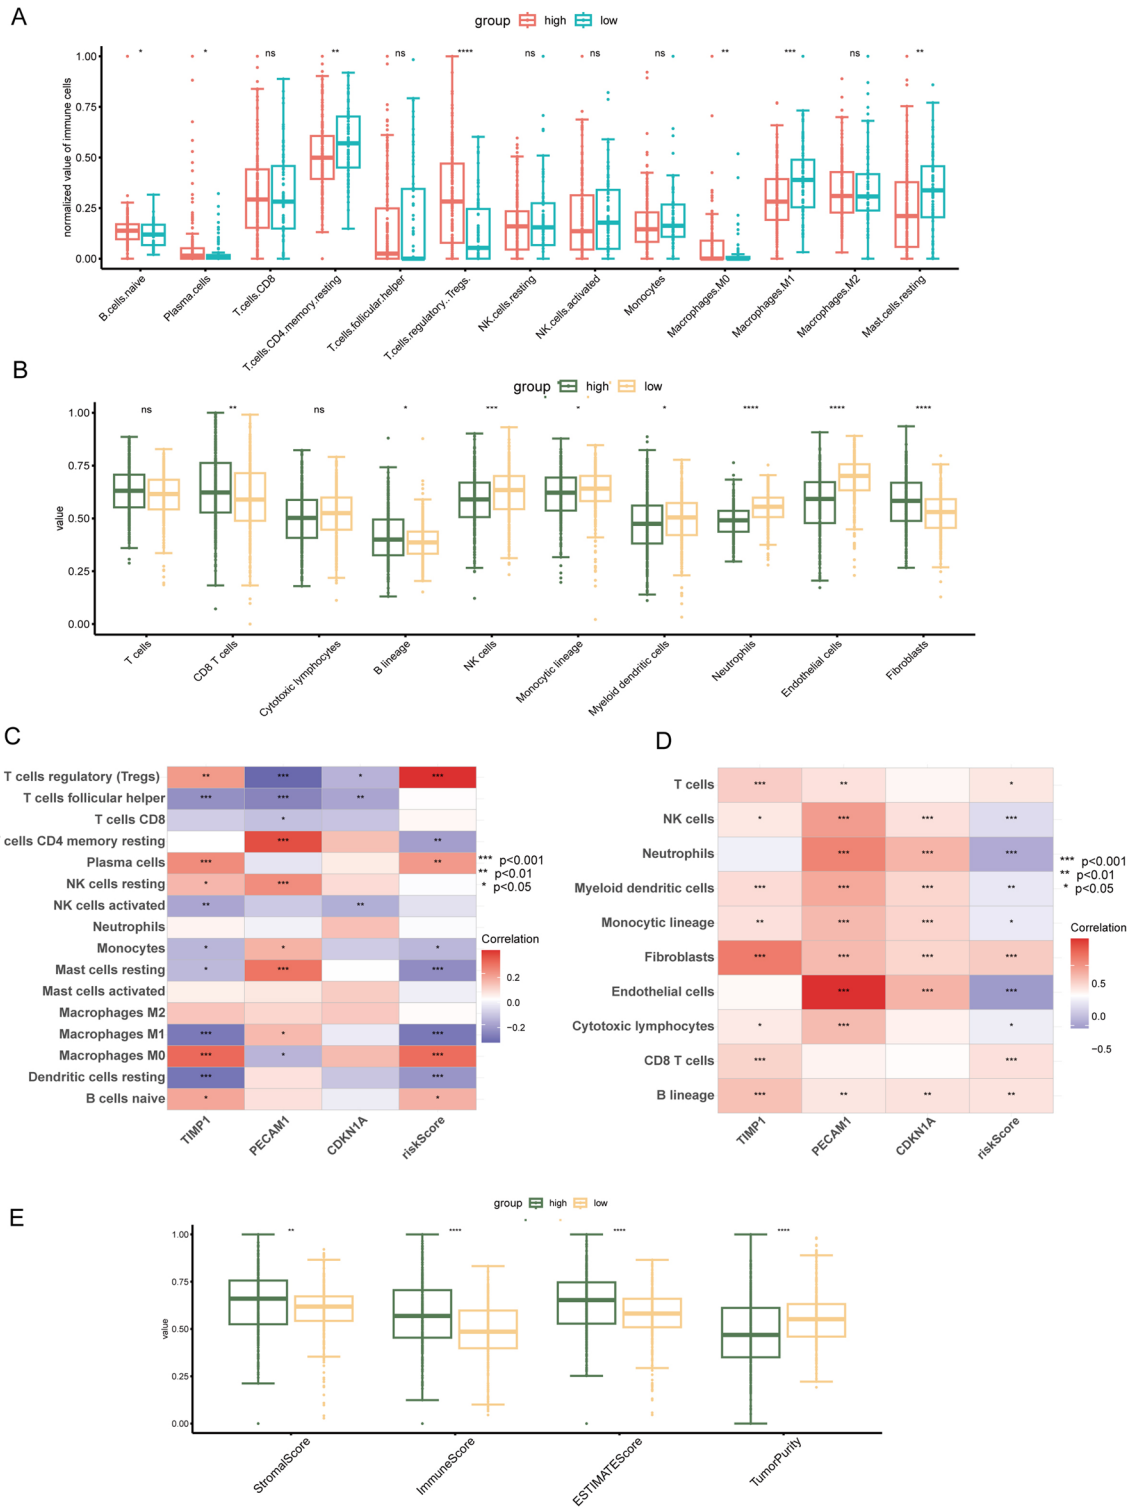 A
group high low
normalized value of immune cells
1.00
0.75
0.50
0.25
0.00
* * ns ** ns **** ns ns ns ** *** ns **
B.cells.naive
Plasma.cells
T.cells.CD8
T.cells.CD4.memory.resting
T.cells.follicular.helper
T.cells.regulatory..Tregs.
NK.cells.resting
NK.cells.activated
Monocytes
Macrophages.M0
Macrophages.M1
Macrophages.M2
Mast.cells.resting
B
group high low
value
1.00
0.75
0.50
0.25
0.00
ns ** ns * *** * * **** **** ****
T cells
CD8 T cells
Cytotoxic lymphocytes
B lineage
NK cells
Monocytic lineage
Myeloid dendritic cells
Neutrophils
Endothelial cells
Fibroblasts
C
T cells regulatory (Tregs) ** *** * ***
T cells follicular helper *** *** **
T cells CD8 *
cells CD4 memory resting *** **
Plasma cells *** **
NK cells resting * ***
NK cells activated ** **
Neutrophils
Monocytes * * *
Mast cells resting * *** ***
Mast cells activated
Macrophages M2
Macrophages M1 *** * ***
Macrophages M0 *** * ***
Dendritic cells resting *** ***
B cells naive * *
TIMP1
PECAM1
CDKN1A
riskScore
*** p<0.001
** p<0.01
* p<0.05
Correlation
0.2
0.0
−0.2
D
T cells *** ** *
NK cells * *** *** ***
Neutrophils *** *** ***
Myeloid dendritic cells *** *** *** **
Monocytic lineage ** *** *** *
Fibroblasts *** *** *** ***
Endothelial cells *** *** ***
Cytotoxic lymphocytes * *** *
CD8 T cells *** ***
B lineage *** ** ** **
TIMP1
PECAM1
CDKN1A
riskScore
*** p<0.001
** p<0.01
* p<0.05
Correlation
0.5
0.0
−0.5
E
group high low
value
1.00
0.75
0.50
0.25
0.00
** **** **** ****
StromalScore
ImmuneScore
ESTIMATEScore
TumorPurity